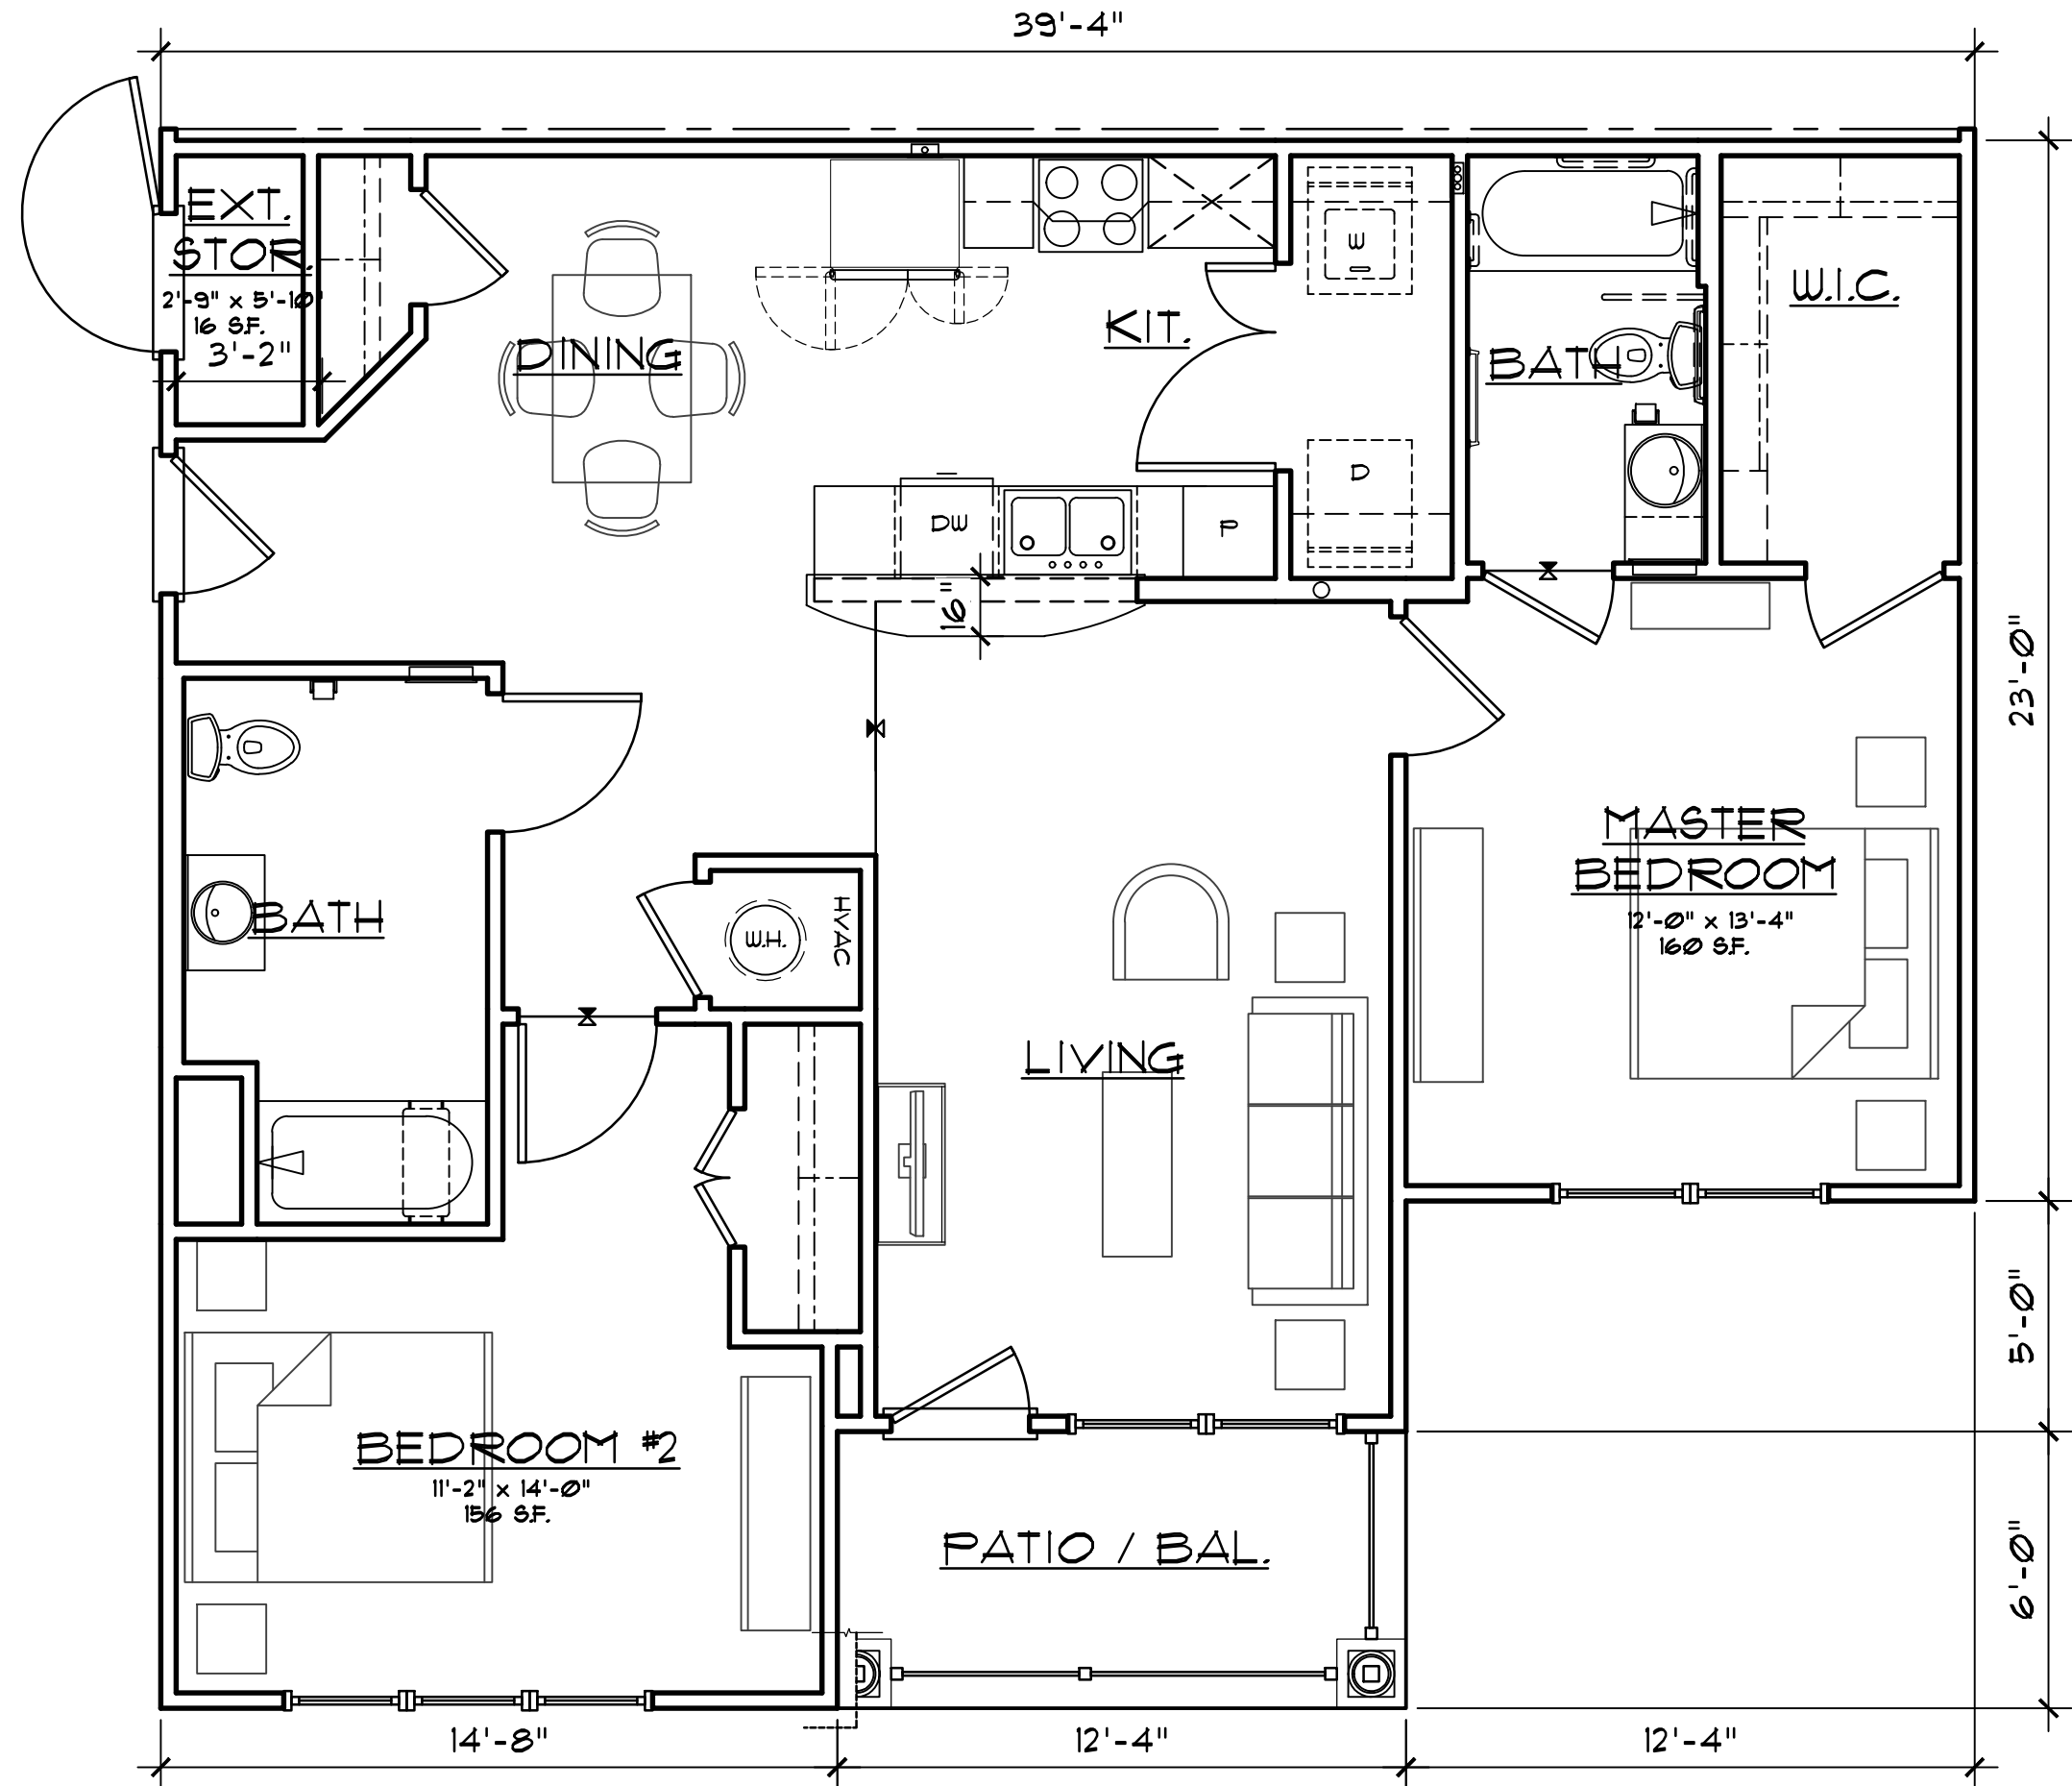 39'-4"
EXT.
STOR.
2'-9" x 5'-10"
16 S.F.
3'-2"
DINING
KIT.
W
D
BATH
W.I.C.
DW
P
16"
23'-0"
BATH
W.H.
HVAC
LIVING
MASTER
BEDROOM
12'-0" x 13'-4"
160 S.F.
5'-0"
BEDROOM #2
11'-2" x 14'-0"
156 S.F.
PATIO / BAL.
6'-0"
14'-8"
12'-4"
12'-4"